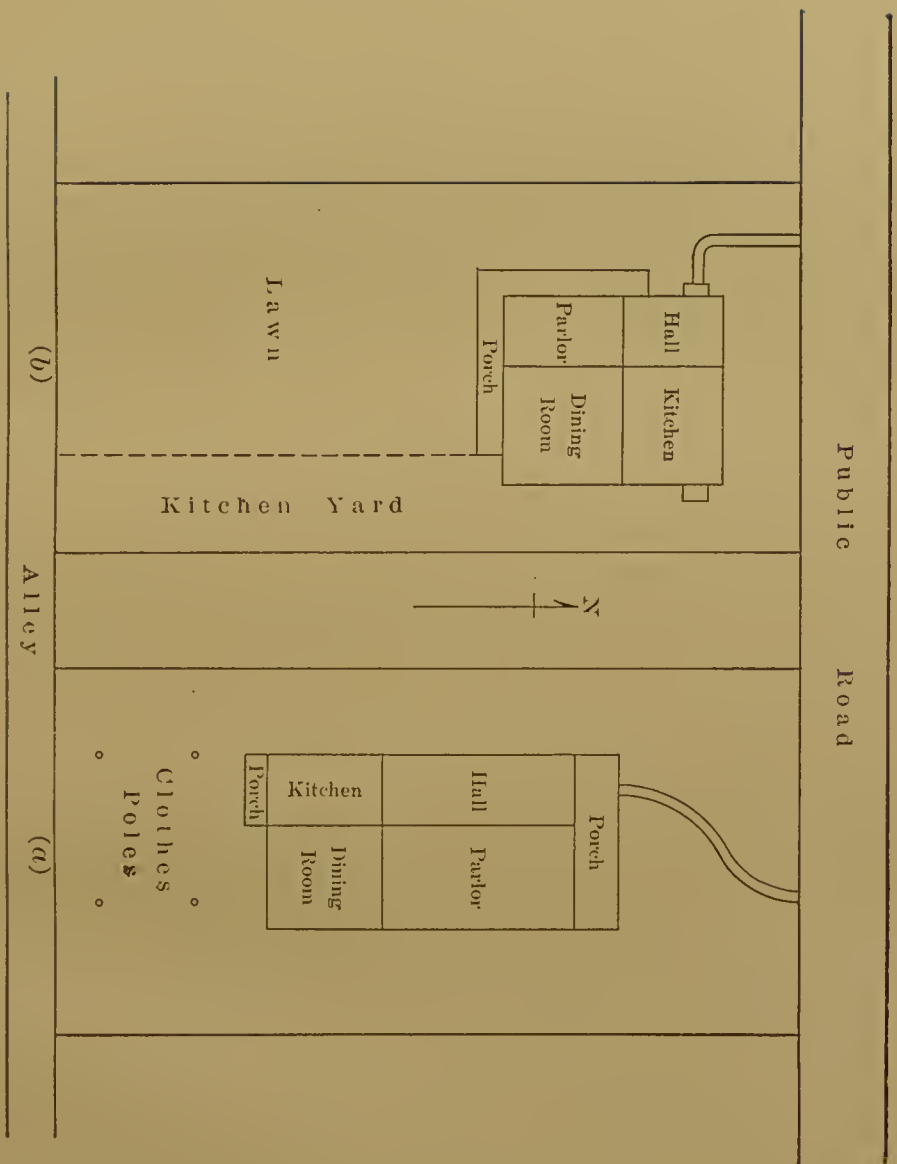 Public Road
Hall
Kitchen
Parlor
Dining
Room
Porch
Lawn
Kitchen Yard
N
Porch
Hall
Parlor
Kitchen
Dining
Room
Porch
Clothes
Poles
Alley
(b)
(a)